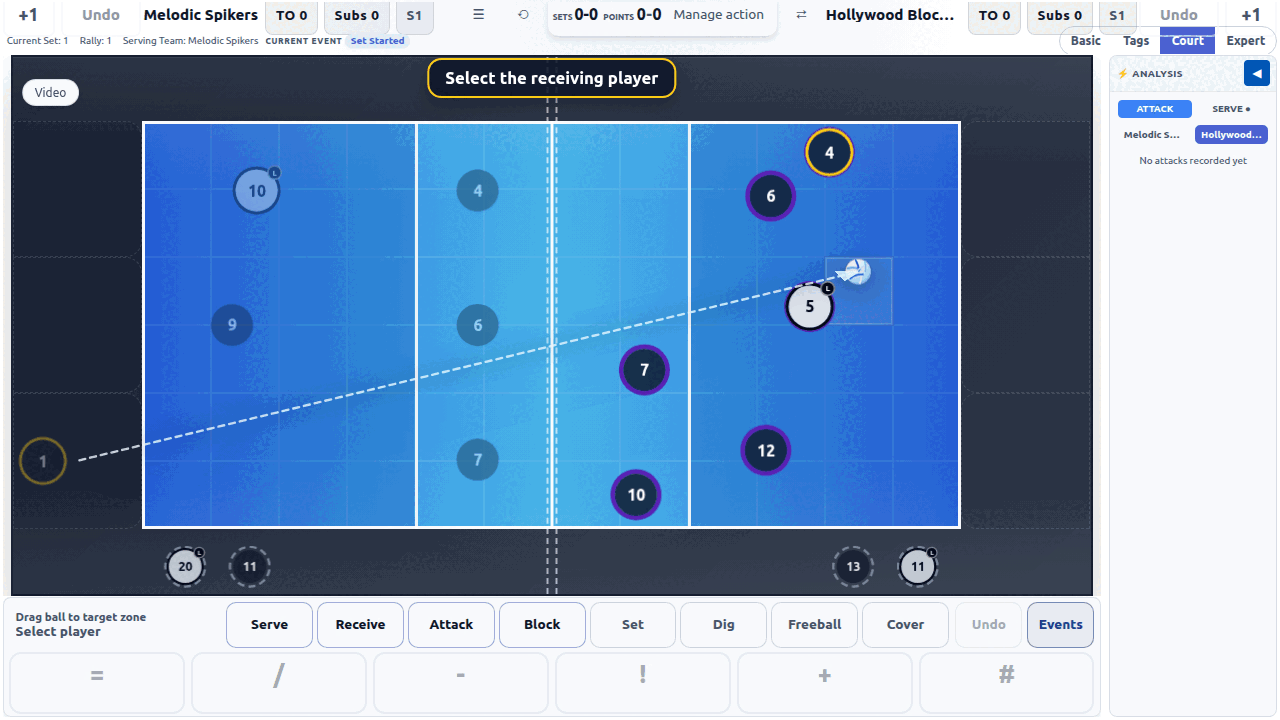 +1 Undo Melodic Spikers TO 0 Subs 0 S1 ☰ SETS 0-0 POINTS 0-0 Manage action Hollywood Bloc... TO 0 Subs 0 S1 Undo +1
Current Set: 1 Rally: 1 Serving Team: Melodic Spikers CURRENT EVENT Set Started
Basic Tags Court Expert
Select the receiving player
Video
⚡ ANALYSIS ◀
ATTACK SERVE ●
Melodic S... Hollywood...
No attacks recorded yet
4
10 L 4 6
5 L
9 6
7
12
1 7
10
20 L 11 13 11 L
Drag ball to target zone
Select player
Serve Receive Attack Block Set Dig Freeball Cover Undo Events
= / - ! + #